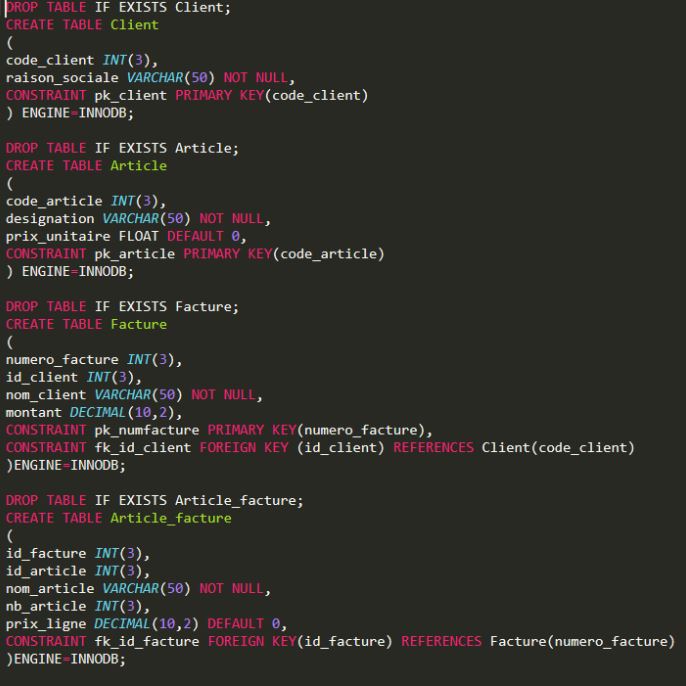 DROP TABLE IF EXISTS Client;
CREATE TABLE Client
(
code_client INT(3),
raison_sociale VARCHAR(50) NOT NULL,
CONSTRAINT pk_client PRIMARY KEY(code_client)
) ENGINE=INNODB;
DROP TABLE IF EXISTS Article;
CREATE TABLE Article
(
code_article INT(3),
designation VARCHAR(50) NOT NULL,
prix_unitaire FLOAT DEFAULT 0,
CONSTRAINT pk_article PRIMARY KEY(code_article)
) ENGINE=INNODB;
DROP TABLE IF EXISTS Facture;
CREATE TABLE Facture
(
numero_facture INT(3),
id_client INT(3),
nom_client VARCHAR(50) NOT NULL,
montant DECIMAL(10,2),
CONSTRAINT pk_numfacture PRIMARY KEY(numero_facture),
CONSTRAINT fk_id_client FOREIGN KEY (id_client) REFERENCES Client(code_client)
)ENGINE=INNODB;
DROP TABLE IF EXISTS Article_facture;
CREATE TABLE Article_facture
(
id_facture INT(3),
id_article INT(3),
nom_article VARCHAR(50) NOT NULL,
nb_article INT(3),
prix_ligne DECIMAL(10,2) DEFAULT 0,
CONSTRAINT fk_id_facture FOREIGN KEY(id_facture) REFERENCES Facture(numero_facture)
)ENGINE=INNODB;